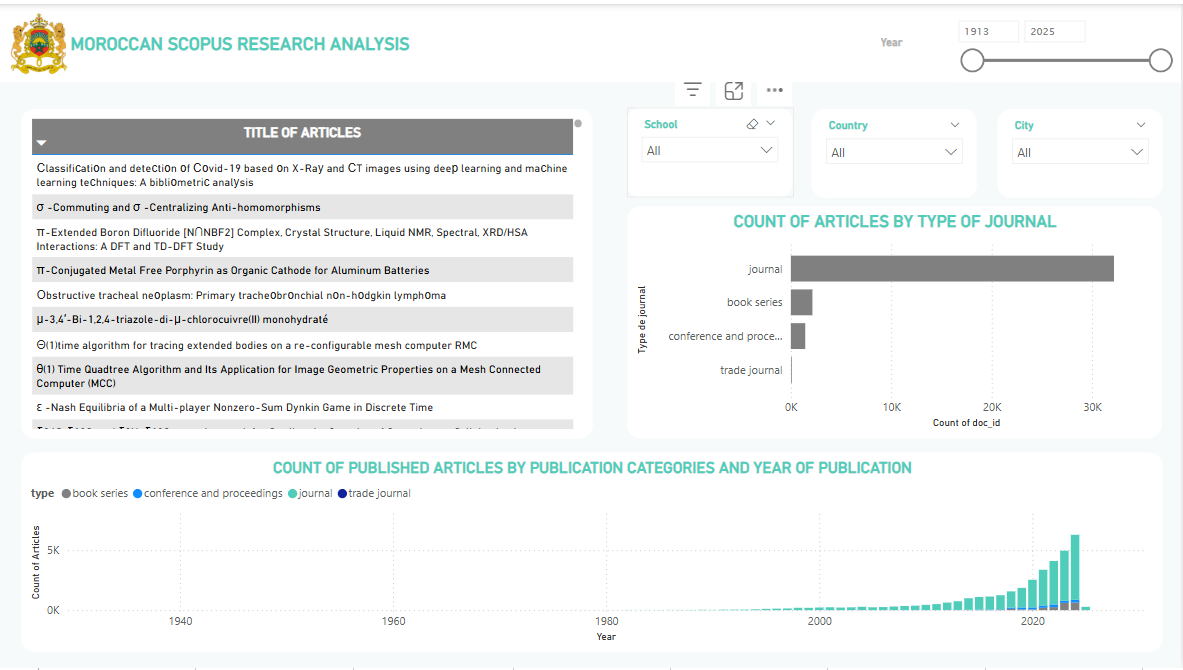 MOROCCAN SCOPUS RESEARCH ANALYSIS
Year
1913
2025
TITLE OF ARTICLES
Classification and detection of Covid-19 based on X-Ray and CT images using deep learning and machine
learning techniques: A bibliometric analysis
σ -Commuting and σ -Centralizing Anti-homomorphisms
π-Extended Boron Difluoride [N∩NBF2] Complex, Crystal Structure, Liquid NMR, Spectral, XRD/HSA
Interactions: A DFT and TD-DFT Study
π-Conjugated Metal Free Porphyrin as Organic Cathode for Aluminum Batteries
Obstructive tracheal neoplasm: Primary tracheobronchial non-hodgkin lymphoma
μ-3,4′-Bi-1,2,4-triazole-di-μ-chlorocuivre(II) monohydraté
Θ(1)time algorithm for tracing extended bodies on a re-configurable mesh computer RMC
θ(1) Time Quadtree Algorithm and Its Application for Image Geometric Properties on a Mesh Connected
Computer (MCC)
ε -Nash Equilibria of a Multi-player Nonzero-Sum Dynkin Game in Discrete Time
School
All
Country
All
City
All
COUNT OF ARTICLES BY TYPE OF JOURNAL
Type de journal
journal
book series
conference and proce...
trade journal
0K 10K 20K 30K
Count of doc_id
COUNT OF PUBLISHED ARTICLES BY PUBLICATION CATEGORIES AND YEAR OF PUBLICATION
type book series conference and proceedings journal trade journal
Count of Articles
5K
0K
1940 1960 1980 2000 2020
Year